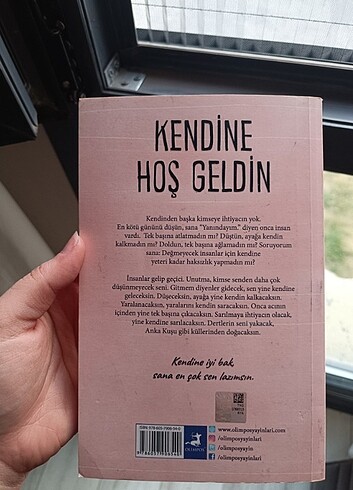 KENDİNE
HOŞ GELDİN
Kendinden başka kimseye ihtiyacın yok.
En kötü gününü düşün, sana "Yanındayım," diyen onca insan
vardı. Tek başına atlatmadın mı? Düştün, ayağa kendin
kalkmadın mı? Doldun, tek başına ağlamadın mı? Soruyorum
sana: Değmeyecek insanlar için kendine
yeteri kadar haksızlık yapmadın mı?
İnsanlar gelip geçici. Unutma, kimse senden daha çok
düşünmeyecek seni. Gitmem diyenler gidecek, sen yine kendine
geleceksin. Düşeceksin, ayağa yine kendin kalkacaksın.
Yaralanacaksın, yaralarını kendin saracaksın. Onca acının
içinden yine tek başına çıkacaksın. Sarılmaya ihtiyacın olacak,
yine kendine sarılacaksın. Dertlerin seni yakacak,
Anka Kuşu gibi küllerinden doğacaksın.
Kendine iyi bak,
sana en çok sen lazımsın.
OLIMPOS
www.olimposyayinlari.com
/olimposyayinlari
/olimposyayin
/olimposyayinlari